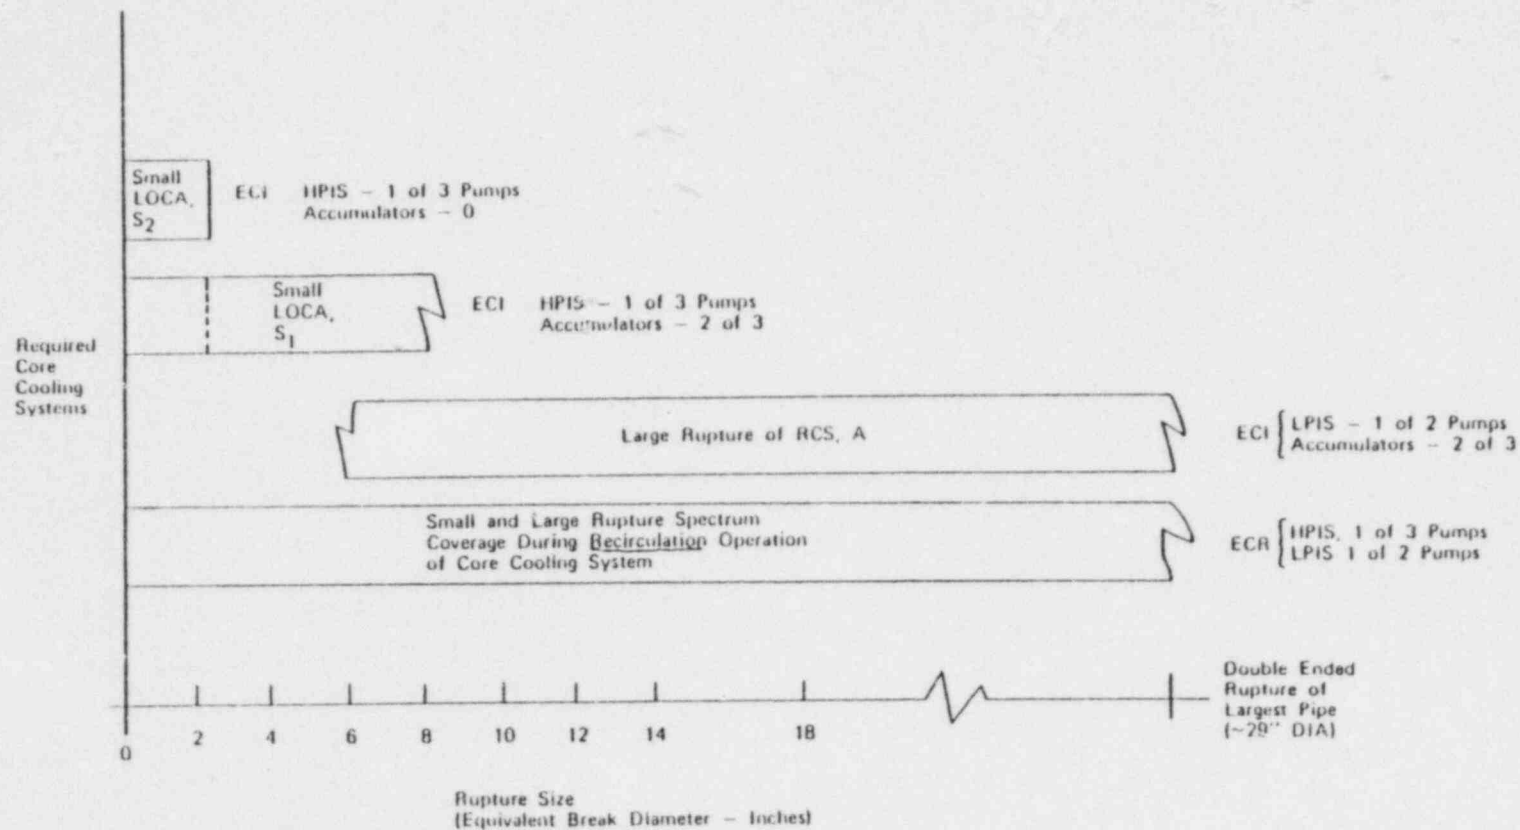 Small
LOCA,
S2
ECI HPIS – 1 of 3 Pumps
Accumulators – 0
Small
LOCA,
S1
ECI HPIS – 1 of 3 Pumps
Accumulators – 2 of 3
Required
Core
Cooling
Systems
Large Rupture of RCS, A
ECI LPIS – 1 of 2 Pumps
Accumulators – 2 of 3
Small and Large Rupture Spectrum
Coverage During Recirculation Operation
of Core Cooling System
ECR HPIS, 1 of 3 Pumps
LPIS 1 of 2 Pumps
Double Ended
Rupture of
Largest Pipe
(~29" DIA)
0 2 4 6 8 10 12 14 18
Rupture Size
(Equivalent Break Diameter – Inches)